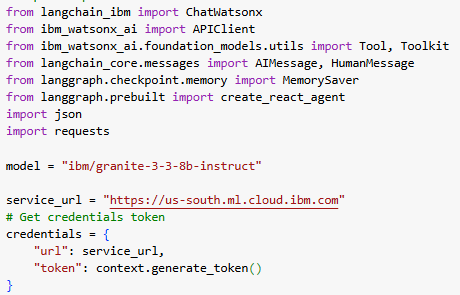 from langchain_ibm import ChatWatsonx
from ibm_watsonx_ai import APIClient
from ibm_watsonx_ai.foundation_models.utils import Tool, Toolkit
from langchain_core.messages import AIMessage, HumanMessage
from langgraph.checkpoint.memory import MemorySaver
from langgraph.prebuilt import create_react_agent
import json
import requests

model = "ibm/granite-3-3-8b-instruct"

service_url = "https://us-south.ml.cloud.ibm.com"
# Get credentials token
credentials = {
    "url": service_url,
    "token": context.generate_token()
}